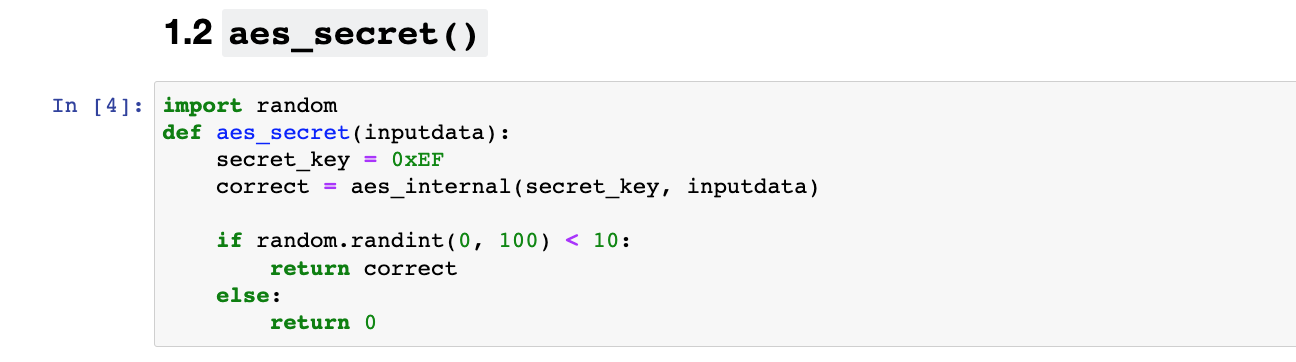 1.2 aes_secret()
In [4]:
import random
def aes_secret(inputdata):
    secret_key = 0xEF
    correct = aes_internal(secret_key, inputdata)

    if random.randint(0, 100) < 10:
        return correct
    else:
        return 0